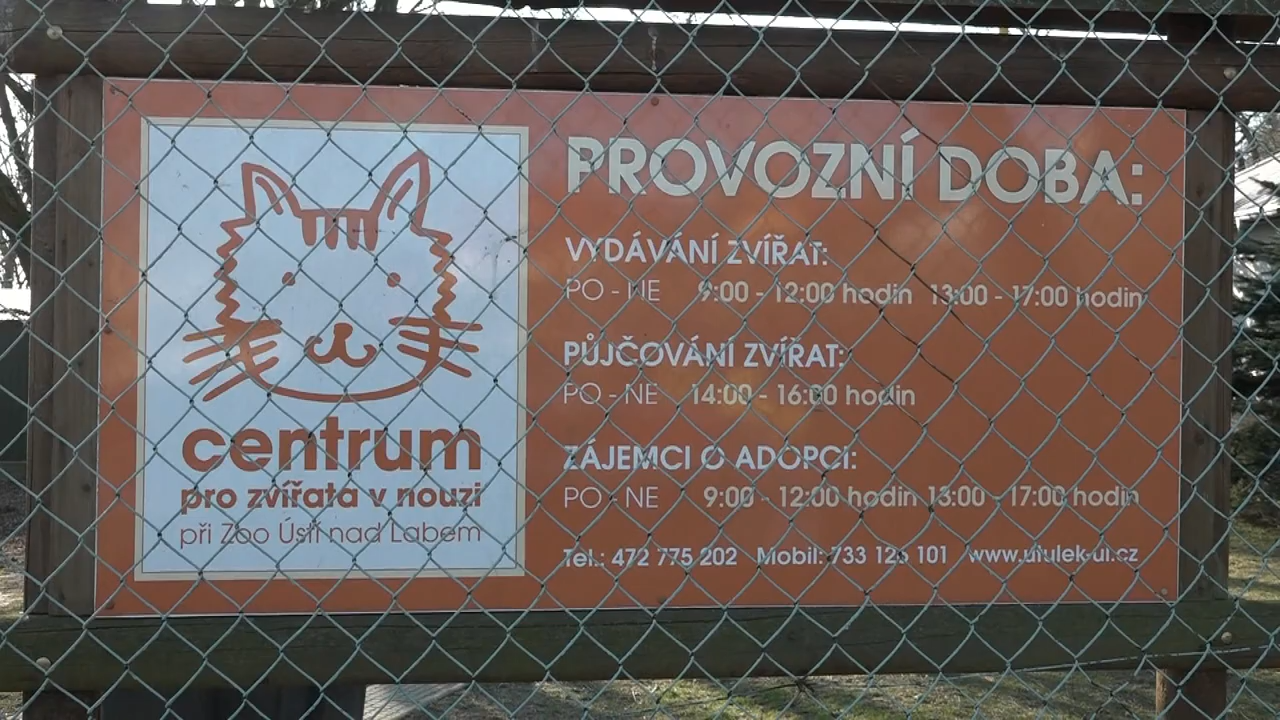 centrum
pro zvířata v nouzi
při Zoo Ústí nad Labem
PROVOZNÍ DOBA:
VYDÁVÁNÍ ZVÍŘAT:
PO - NE 9:00 - 12:00 hodin 13:00 - 17:00 hodin
PŮJČOVÁNÍ ZVÍŘAT:
PO - NE 14:00 - 16:00 hodin
ZÁJEMCI O ADOPCI:
PO - NE 9:00 - 12:00 hodin 13:00 - 17:00 hodin
Tel.: 472 775 202 Mobil: 733 126 101 www.utulek-ul.cz